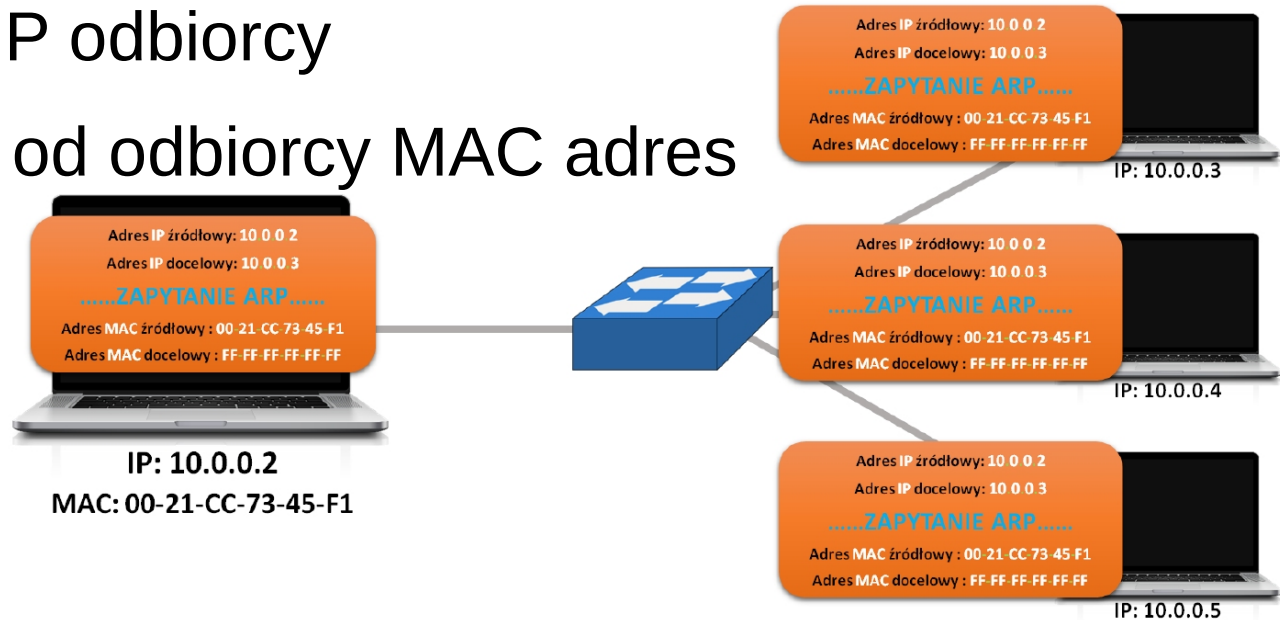 P odbiorcy
od odbiorcy MAC adres
Adres IP źródłowy: 10.0.0.2
Adres IP docelowy: 10.0.0.3
......ZAPYTANIE ARP......
Adres MAC źródłowy : 00-21-CC-73-45-F1
Adres MAC docelowy : FF-FF-FF-FF-FF-FF
IP: 10.0.0.2
MAC: 00-21-CC-73-45-F1
Adres IP źródłowy: 10.0.0.2
Adres IP docelowy: 10.0.0.3
......ZAPYTANIE ARP......
Adres MAC źródłowy : 00-21-CC-73-45-F1
Adres MAC docelowy : FF-FF-FF-FF-FF-FF
IP: 10.0.0.3
Adres IP źródłowy: 10.0.0.2
Adres IP docelowy: 10.0.0.3
......ZAPYTANIE ARP......
Adres MAC źródłowy : 00-21-CC-73-45-F1
Adres MAC docelowy : FF-FF-FF-FF-FF-FF
IP: 10.0.0.4
Adres IP źródłowy: 10.0.0.2
Adres IP docelowy: 10.0.0.3
......ZAPYTANIE ARP......
Adres MAC źródłowy : 00-21-CC-73-45-F1
Adres MAC docelowy : FF-FF-FF-FF-FF-FF
IP: 10.0.0.5